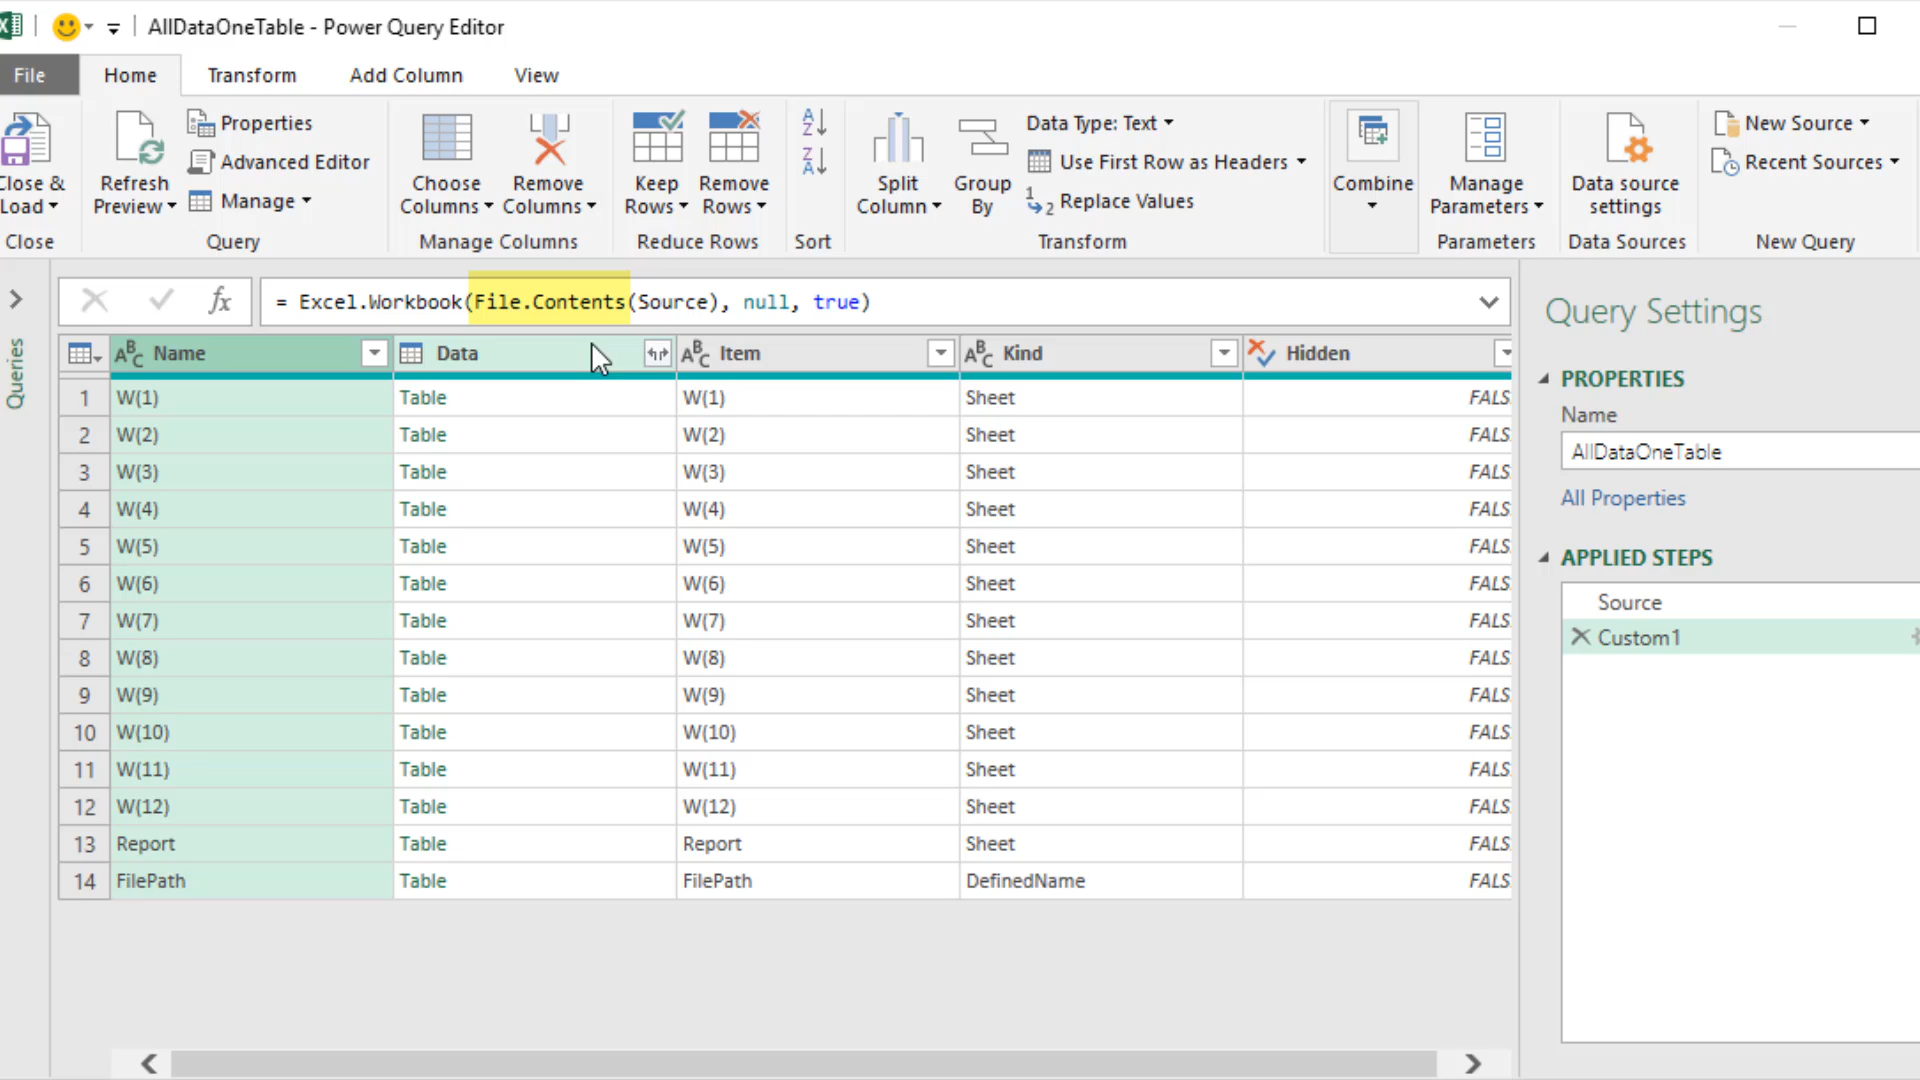 AllDataOneTable - Power Query Editor
File Home Transform Add Column View
Close & Load
Refresh Preview
Properties
Advanced Editor
Manage
Choose Columns
Remove Columns
Keep Rows
Remove Rows
Split Column
Group By
Data Type: Text
Use First Row as Headers
1 2 Replace Values
Combine
Manage Parameters
Data source settings
New Source
Recent Sources
Close Query Manage Columns Reduce Rows Sort Transform Parameters Data Sources New Query
fx = Excel.Workbook(File.Contents(Source), null, true)
Queries
ABC Name Data ABC Item ABC Kind Hidden
1 W(1) Table W(1) Sheet FALS
2 W(2) Table W(2) Sheet FALS
3 W(3) Table W(3) Sheet FALS
4 W(4) Table W(4) Sheet FALS
5 W(5) Table W(5) Sheet FALS
6 W(6) Table W(6) Sheet FALS
7 W(7) Table W(7) Sheet FALS
8 W(8) Table W(8) Sheet FALS
9 W(9) Table W(9) Sheet FALS
10 W(10) Table W(10) Sheet FALS
11 W(11) Table W(11) Sheet FALS
12 W(12) Table W(12) Sheet FALS
13 Report Table Report Sheet FALS
14 FilePath Table FilePath DefinedName FALS
Query Settings
PROPERTIES
Name
AllDataOneTable
All Properties
APPLIED STEPS
Source
Custom1